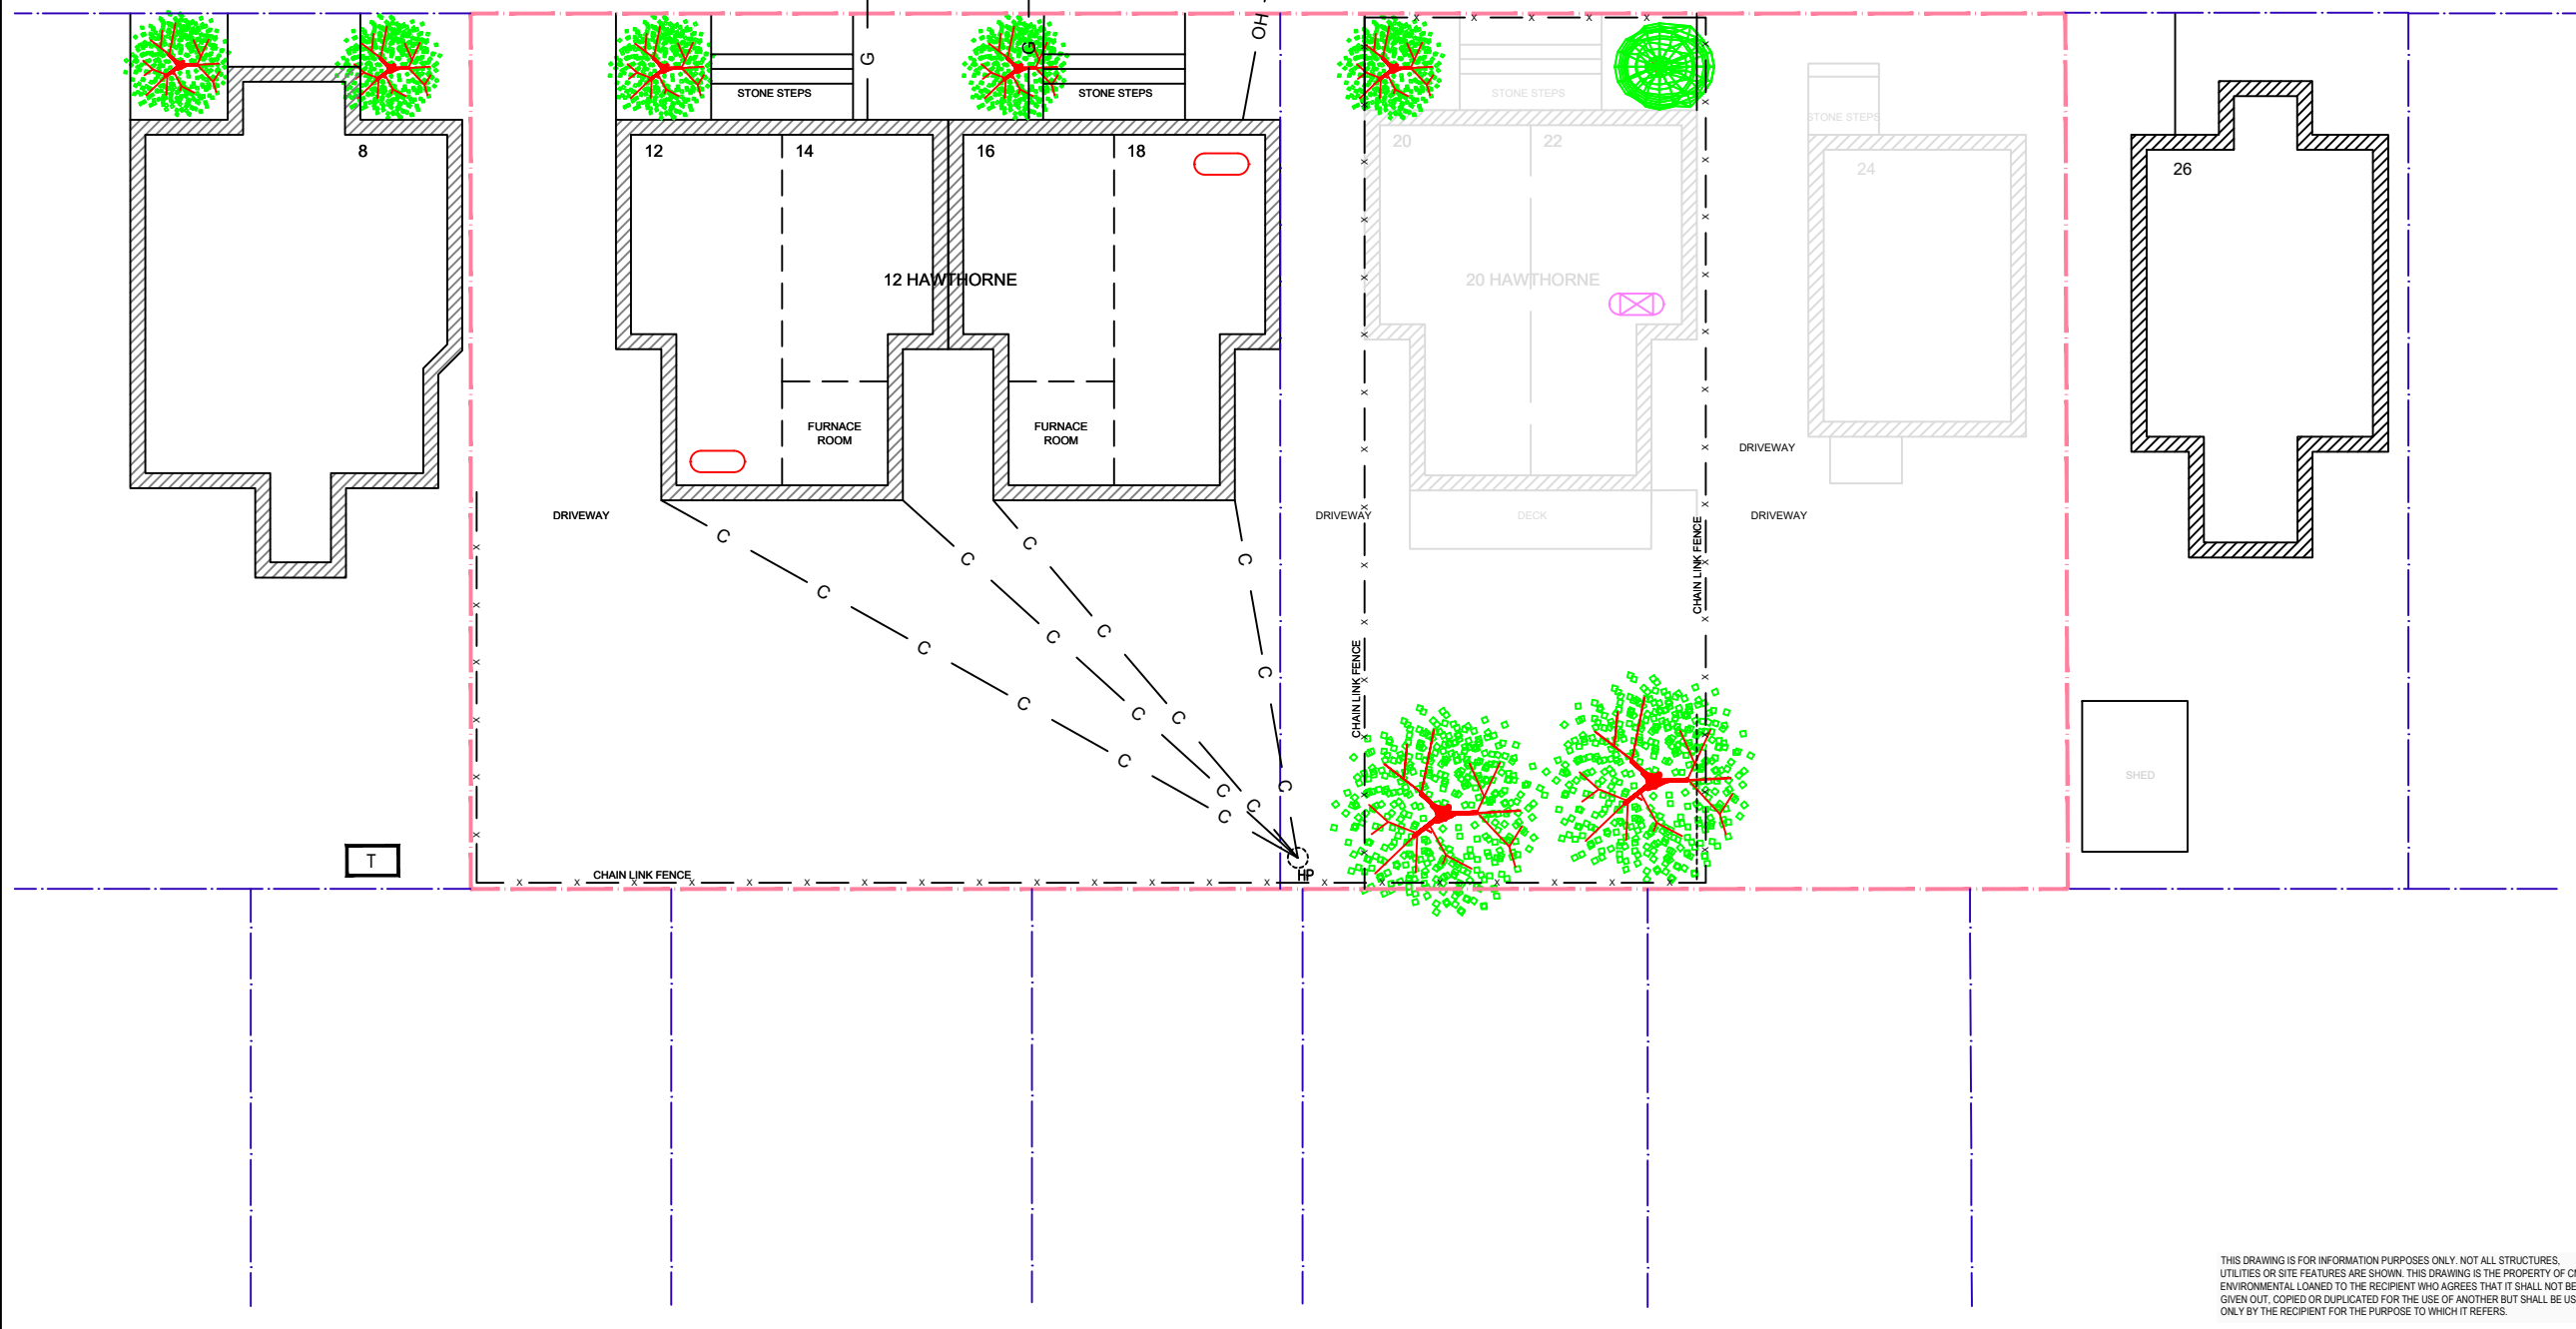 OH
G
G
STONE STEPS
STONE STEPS
STONE STEPS
STONE STEPS
8
12
14
16
18
20
22
24
26
12 HAWTHORNE
20 HAWTHORNE
FURNACE
ROOM
FURNACE
ROOM
DRIVEWAY
DRIVEWAY
DRIVEWAY
DRIVEWAY
DECK
C C C C C C
C C C C
C C C C
C C C
CHAIN LINK FENCE
CHAIN LINK FENCE
CHAIN LINK FENCE
SHED
T
HP
THIS DRAWING IS FOR INFORMATION PURPOSES ONLY. NOT ALL STRUCTURES,
UTILITIES OR SITE FEATURES ARE SHOWN. THIS DRAWING IS THE PROPERTY OF
ENVIRONMENTAL LOANED TO THE RECIPIENT WHO AGREES THAT IT SHALL NOT BE
GIVEN OUT, COPIED OR DUPLICATED FOR THE USE OF ANOTHER BUT SHALL BE
ONLY BY THE RECIPIENT FOR THE PURPOSE TO WHICH IT REFERS.